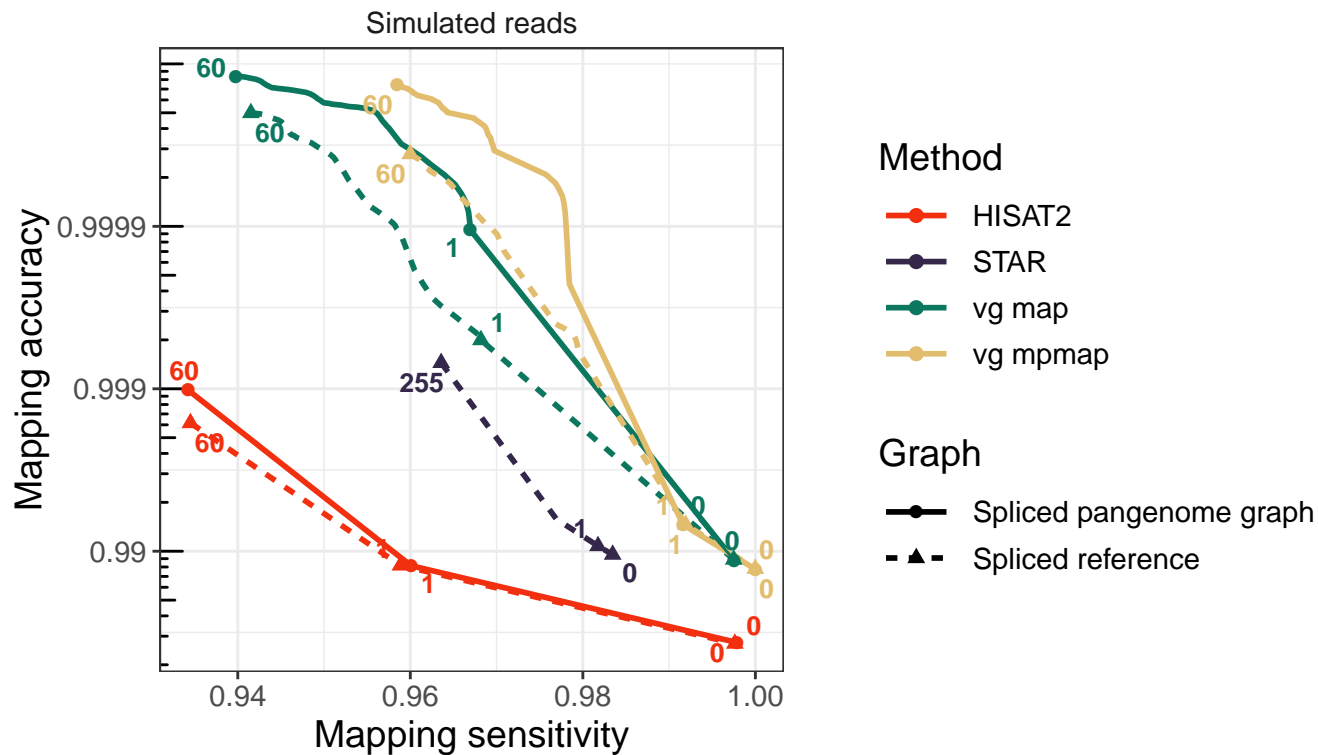 Simulated reads
Mapping accuracy
0.9999
0.999
0.99
60
60
60
60
1
1
255
60
60
1
0
1
1
1
0
1
0
0
0
0
0
0.94
0.96
0.98
1.00
Mapping sensitivity
Method
HISAT2
STAR
vg map
vg mpmap
Graph
Spliced pangenome graph
Spliced reference